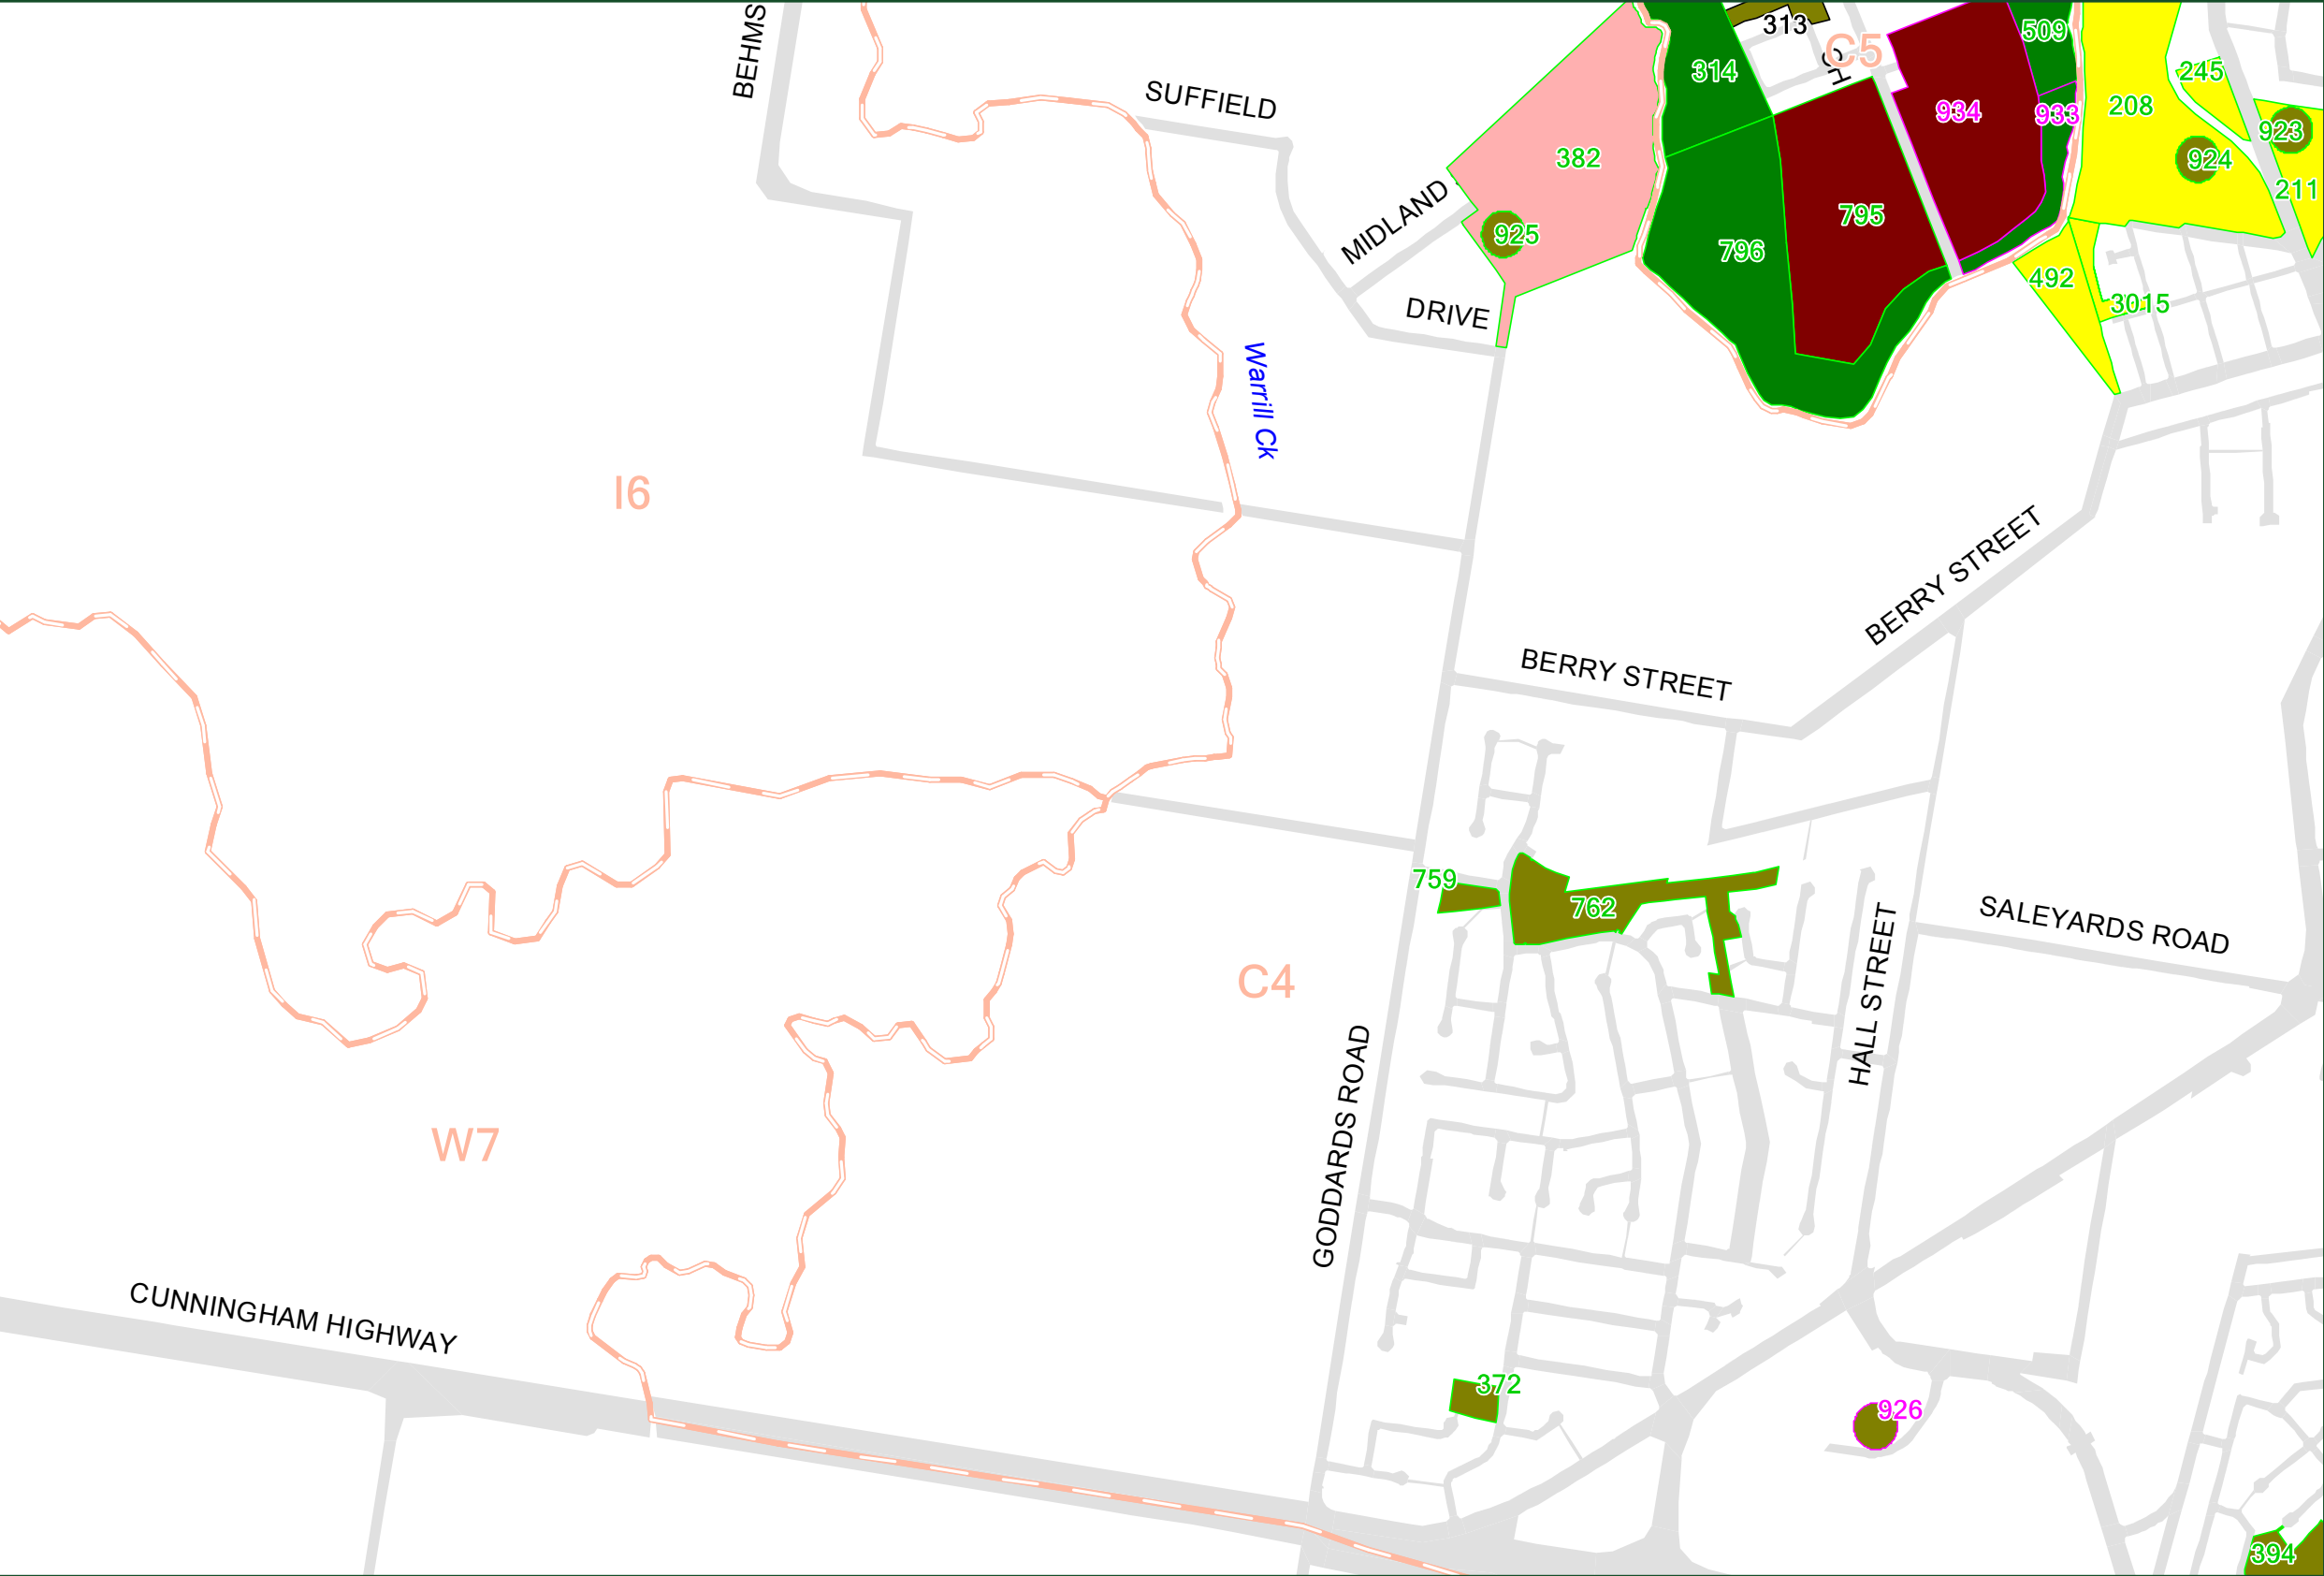 BEHMS
313
C5
509
SUFFIELD
314
245
934
933
208
923
924
382
211
MIDLAND
795
925
796
492
3015
DRIVE
Warrill Ck
I6
BERRY STREET
BERRY STREET
759
762
SALEYARDS ROAD
HALL STREET
C4
GODDARDS ROAD
W7
CUNNINGHAM HIGHWAY
372
926
394